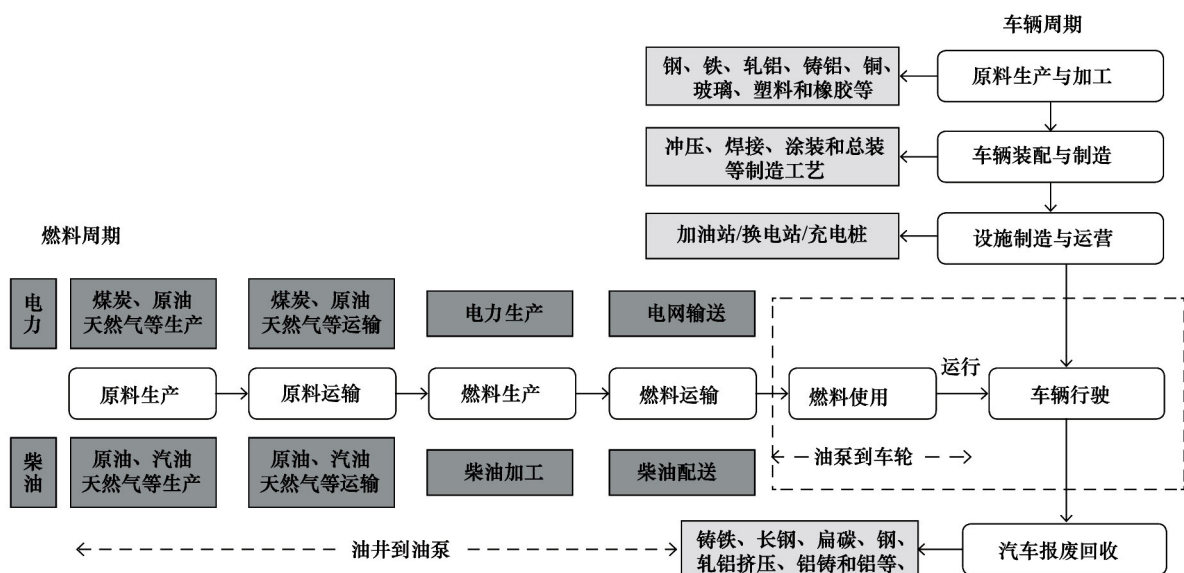 车辆周期
钢、铁、轧铝、铸铝、铜、
玻璃、塑料和橡胶等
原料生产与加工
冲压、焊接、涂装和总装
等制造工艺
车辆装配与制造
加油站/换电站/充电桩
设施制造与运营
燃料周期
电
力
煤炭、原油
天然气等生产
煤炭、原油
天然气等运输
电力生产
电网输送
原料生产
原料运输
燃料生产
燃料运输
燃料使用
运行
车辆行驶
柴
油
原油、汽油
天然气等生产
原油、汽油
天然气等运输
柴油加工
柴油配送
油泵到车轮
油井到油泵
铸铁、长钢、扁碳、钢、
轧铝挤压、铝铸和铝等、
汽车报废回收